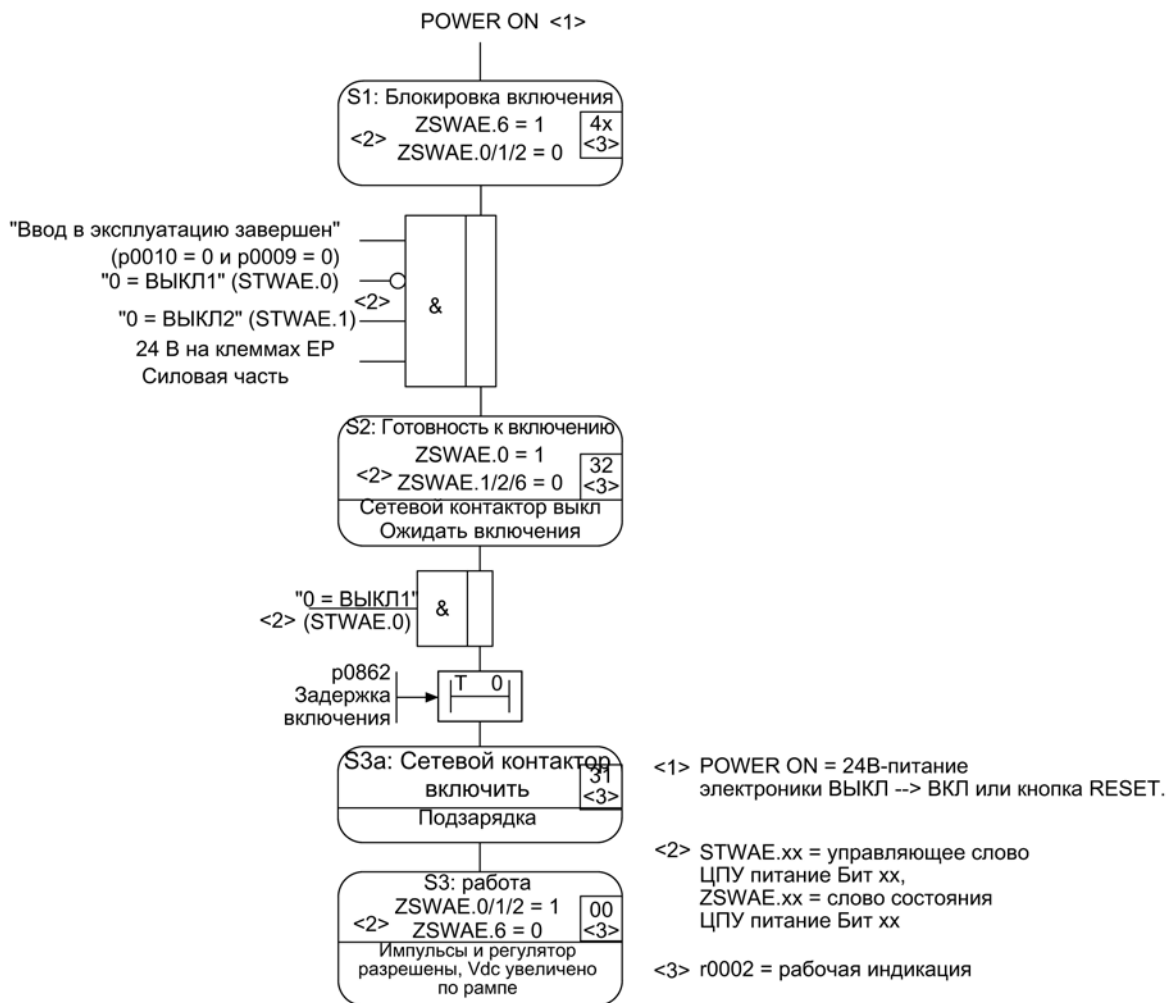 POWER ON <1>
S1: Блокировка включения
<2> ZSWAE.6 = 1
ZSWAE.0/1/2 = 0
4x
<3>
"Ввод в эксплуатацию завершен"
(p0010 = 0 и p0009 = 0)
"0 = ВЫКЛ1" (STWAE.0)
<2>
"0 = ВЫКЛ2" (STWAE.1)
24 В на клеммах EP
Силовая часть
&
S2: Готовность к включению
ZSWAE.0 = 1
<2> ZSWAE.1/2/6 = 0
32
<3>
Сетевой контактор выкл
Ожидать включения
"0 = ВЫКЛ1"
<2> (STWAE.0)
&
p0862
Задержка
включения
T 0
S3a: Сетевой контактор
включить
31
<3>
Подзарядка
S3: работа
<2> ZSWAE.0/1/2 = 1
ZSWAE.6 = 0
00
<3>
Импульсы и регулятор
разрешены, Vdc увеличено
по рампе
<1> POWER ON = 24В-питание
электроники ВЫКЛ --> ВКЛ или кнопка RESET.
<2> STWAE.xx = управляющее слово
ЦПУ питание Бит xx,
ZSWAE.xx = слово состояния
ЦПУ питание Бит xx
<3> r0002 = рабочая индикация